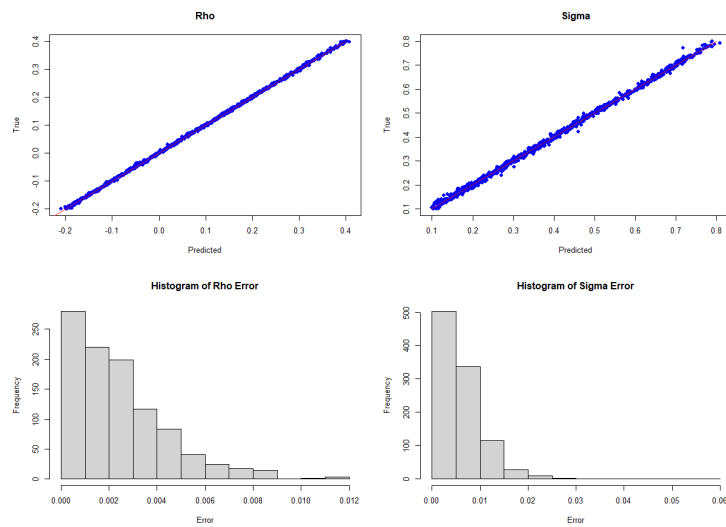 Rho
Sigma
True
0.4
0.3
0.2
0.1
0.0
-0.1
-0.2
-0.2 -0.1 0.0 0.1 0.2 0.3 0.4
Predicted
True
0.8
0.7
0.6
0.5
0.4
0.3
0.2
0.1
0.1 0.2 0.3 0.4 0.5 0.6 0.7 0.8
Predicted
Histogram of Rho Error
Frequency
250
200
150
100
50
0
0.000 0.002 0.004 0.006 0.008 0.010 0.012
Error
Histogram of Sigma Error
Frequency
500
400
300
200
100
0
0.00 0.01 0.02 0.03 0.04 0.05 0.06
Error